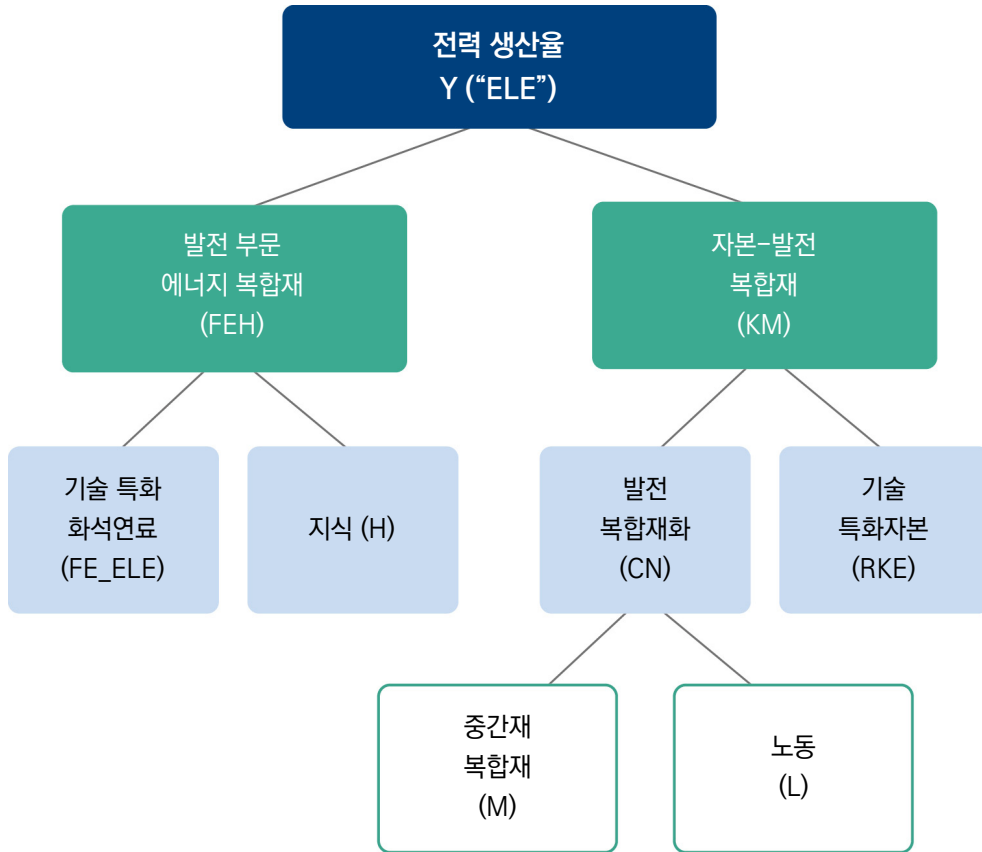 전력 생산율
Y (“ELE”)
발전 부문
에너지 복합재
(FEH)
자본-발전
복합재
(KM)
기술 특화
화석연료
(FE_ELE)
지식 (H)
발전
복합재화
(CN)
기술
특화자본
(RKE)
중간재
복합재
(M)
노동
(L)